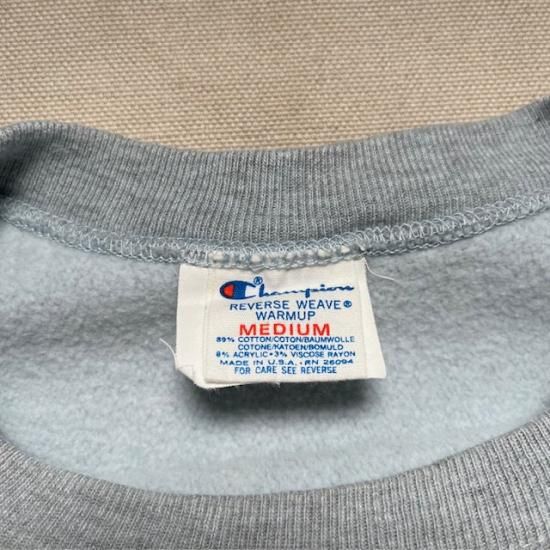 Champion®
REVERSE WEAVE®
WARMUP
MEDIUM
89% COTTON/COTON/BAUMWOLLE
COTONE/KATOEN/BOMULD
8% ACRYLIC • 3% VISCOSE RAYON
MADE IN U.S.A. • RN 26094
FOR CARE SEE REVERSE